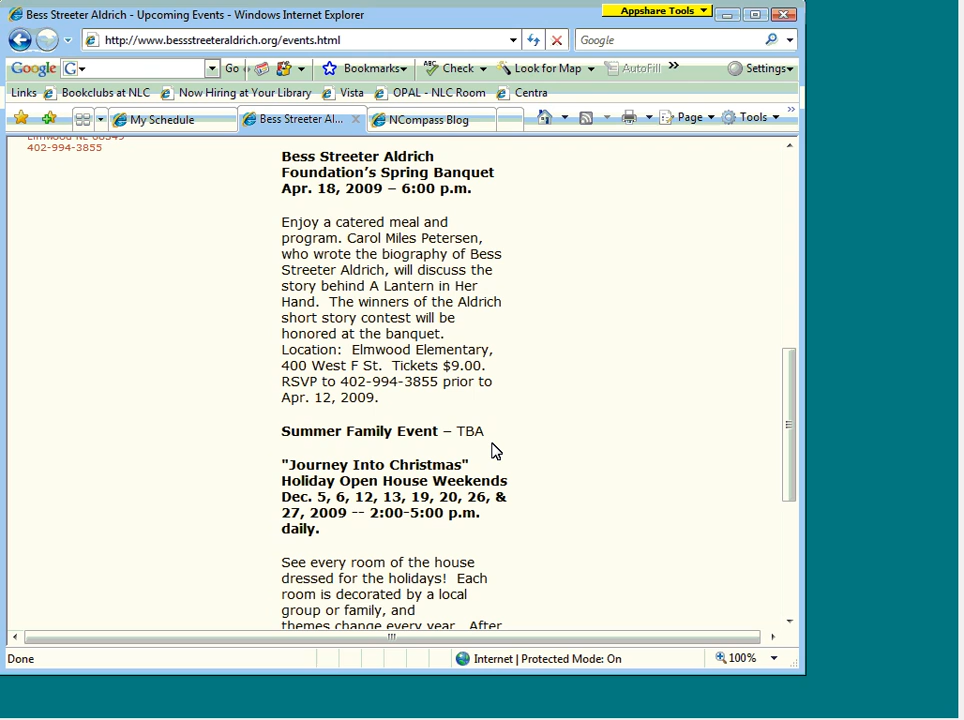 Bess Streeter Aldrich - Upcoming Events - Windows Internet Explorer
Appshare Tools
http://www.bessstreeteraldrich.org/events.html
Google
Google
G
Go
Bookmarks
Check
Look for Map
AutoFill
Settings
Links
Bookclubs at NLC
Now Hiring at Your Library
Vista
OPAL - NLC Room
Centra
My Schedule
Bess Streeter Al...
NCompass Blog
Page
Tools
Elmwood NE 68349
402-994-3855
Bess Streeter Aldrich
Foundation's Spring Banquet
Apr. 18, 2009 – 6:00 p.m.
Enjoy a catered meal and
program. Carol Miles Petersen,
who wrote the biography of Bess
Streeter Aldrich, will discuss the
story behind A Lantern in Her
Hand.  The winners of the Aldrich
short story contest will be
honored at the banquet.
Location:  Elmwood Elementary,
400 West F St.  Tickets $9.00.
RSVP to 402-994-3855 prior to
Apr. 12, 2009.
Summer Family Event – TBA
"Journey Into Christmas"
Holiday Open House Weekends
Dec. 5, 6, 12, 13, 19, 20, 26, &
27, 2009 -- 2:00-5:00 p.m.
daily.
See every room of the house
dressed for the holidays!  Each
room is decorated by a local
group or family, and
themes change every year.  After
Done
Internet | Protected Mode: On
100%